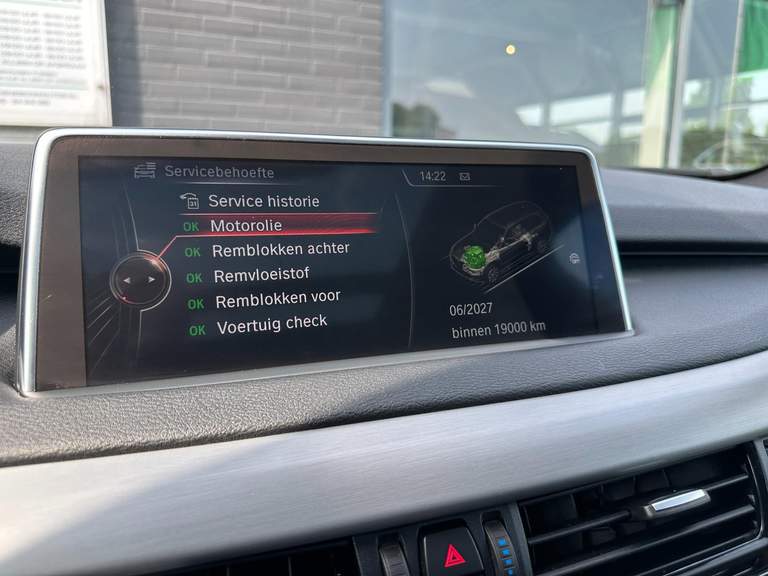 Servicebehoefte
14:22
31 Service historie
OK Motorolie
OK Remblokken achter
OK Remvloeistof
OK Remblokken voor
OK Voertuig check
06/2027
binnen 19000 km